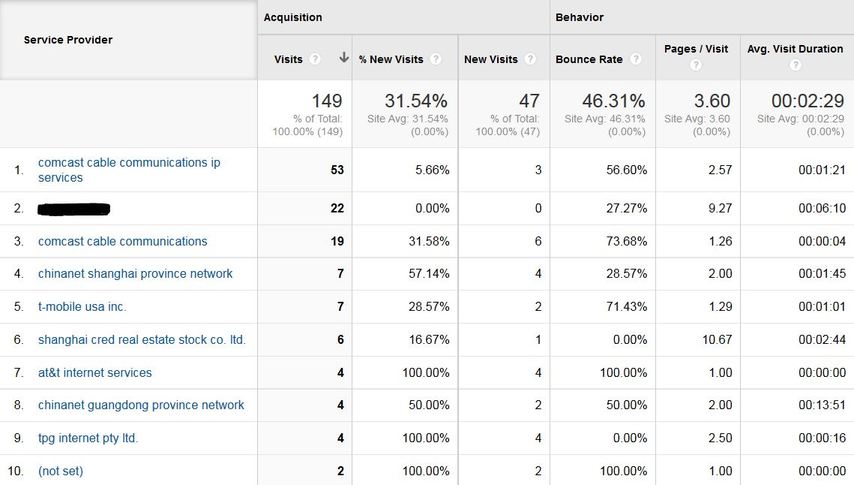 Acquisition Behavior
Service Provider
Visits ? % New Visits ? New Visits ? Bounce Rate ? Pages / Visit ? Avg. Visit Duration ?
149 31.54% 47 46.31% 3.60 00:02:29
% of Total: Site Avg: 31.54% % of Total: Site Avg: 46.31% Site Avg: 3.60 Site Avg: 00:02:29
100.00% (149) (0.00%) 100.00% (47) (0.00%) (0.00%) (0.00%)
1. comcast cable communications ip
services 53 5.66% 3 56.60% 2.57 00:01:21
2. 22 0.00% 0 27.27% 9.27 00:06:10
3. comcast cable communications 19 31.58% 6 73.68% 1.26 00:00:04
4. chinanet shanghai province network 7 57.14% 4 28.57% 2.00 00:01:45
5. t-mobile usa inc. 7 28.57% 2 71.43% 1.29 00:01:01
6. shanghai cred real estate stock co. ltd. 6 16.67% 1 0.00% 10.67 00:02:44
7. at&t internet services 4 100.00% 4 100.00% 1.00 00:00:00
8. chinanet guangdong province network 4 50.00% 2 50.00% 2.00 00:13:51
9. tpg internet pty ltd. 4 100.00% 4 0.00% 2.50 00:00:16
10. (not set) 2 100.00% 2 100.00% 1.00 00:00:00